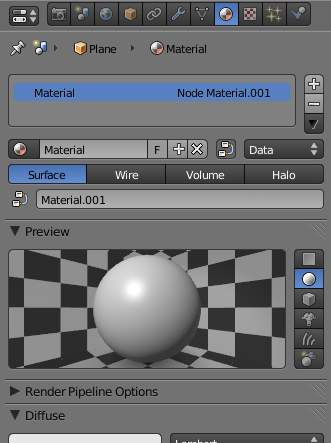 Plane Material
Material Node Material.001
Material F Data
Surface Wire Volume Halo
Material.001
Preview
Render Pipeline Options
Diffuse
Lambert